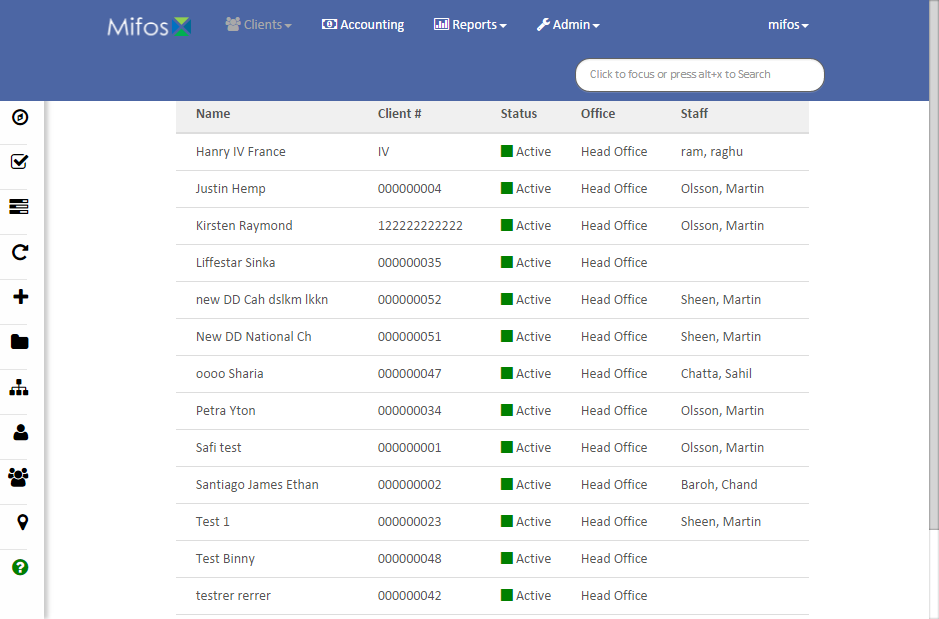 Mifos Clients Accounting Reports Admin mifos
Click to focus or press alt+x to Search
Name Client # Status Office Staff
Hanry IV France IV Active Head Office ram, raghu
Justin Hemp 000000004 Active Head Office Olsson, Martin
Kirsten Raymond 122222222222 Active Head Office Olsson, Martin
Liffestar Sinka 000000035 Active Head Office
new DD Cah dslkm lkkn 000000052 Active Head Office Sheen, Martin
New DD National Ch 000000051 Active Head Office Sheen, Martin
oooo Sharia 000000047 Active Head Office Chatta, Sahil
Petra Yton 000000034 Active Head Office Olsson, Martin
Safi test 000000001 Active Head Office Olsson, Martin
Santiago James Ethan 000000002 Active Head Office Baroh, Chand
Test 1 000000023 Active Head Office Sheen, Martin
Test Binny 000000048 Active Head Office
testrer rerrer 000000042 Active Head Office